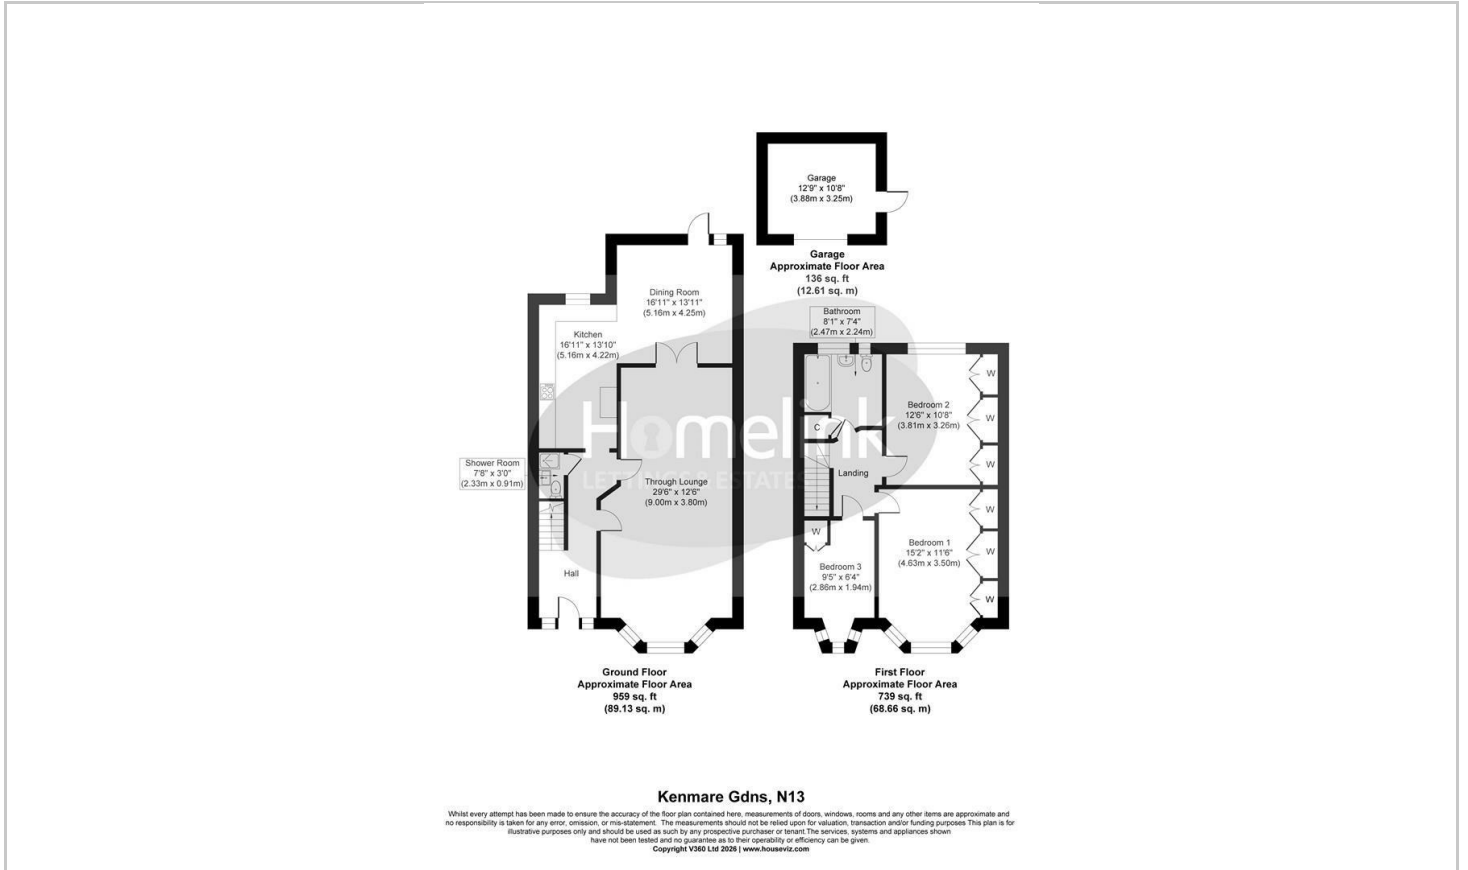 Garage
12'9" x 10'8"
(3.88m x 3.25m)
Garage
Approximate Floor Area
136 sq. ft
(12.61 sq. m)
Dining Room
16'11" x 13'11"
(5.16m x 4.25m)
Kitchen
16'11" x 13'10"
(5.16m x 4.22m)
Shower Room
7'8" x 3'0"
(2.33m x 0.91m)
Through Lounge
29'6" x 12'6"
(9.00m x 3.80m)
Hall
Ground Floor
Approximate Floor Area
959 sq. ft
(89.13 sq. m)
Bathroom
8'1" x 7'4"
(2.47m x 2.24m)
Bedroom 2
12'6" x 10'8"
(3.81m x 3.26m)
W
W
W
C
Landing
W
Bedroom 3
9'5" x 6'4"
(2.86m x 1.94m)
Bedroom 1
15'2" x 11'6"
(4.63m x 3.50m)
W
W
W
First Floor
Approximate Floor Area
739 sq. ft
(68.66 sq. m)
Homelink
LETTINGS & ESTATES
Kenmare Gdns, N13
Whilst every attempt has been made to ensure the accuracy of the floor plan contained here, measurements of doors, windows, rooms and any other items are approximate and
no responsibility is taken for any error, omission, or mis-statement. The measurements should not be relied upon for valuation, transaction and/or funding purposes This plan is for
illustrative purposes only and should be used as such by any prospective purchaser or tenant.The services, systems and appliances shown
have not been tested and no guarantee as to their operability or efficiency can be given.
Copyright V360 Ltd 2026 | www.houseviz.com